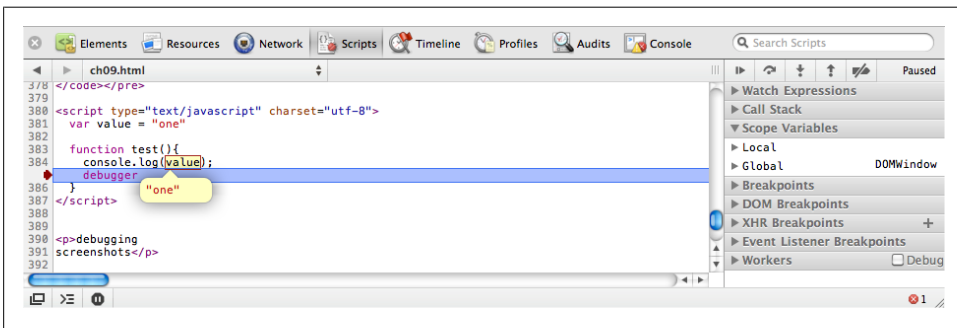 Elements Resources Network Scripts Timeline Profiles Audits Console Search Scripts
ch09.html Paused
378 </code></pre>
379
380 <script type="text/javascript" charset="utf-8">
381 var value = "one"
382
383 function test(){
384 console.log(value);
debugger
386 }
"one"
387 </script>
388
389
390 <p>debugging
391 screenshots</p>
392
Watch Expressions
Call Stack
Scope Variables
Local
Global DOMWindow
Breakpoints
DOM Breakpoints
XHR Breakpoints +
Event Listener Breakpoints
Workers Debug
1